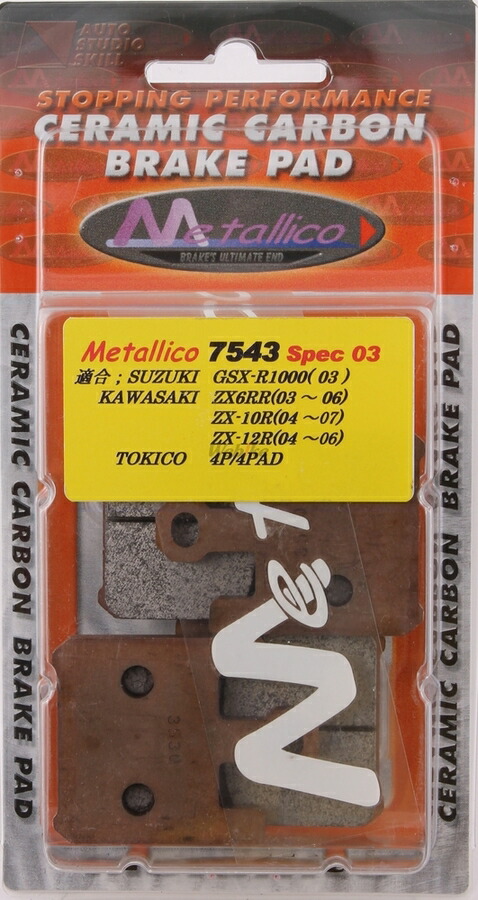 AUTO
STUDIO
SKILL
STOPPING PERFORMANCE
CERAMIC CARBON
BRAKE PAD
Metallico
BRAKE'S ULTIMATE END
Metallico 7543 Spec 03
適合；SUZUKI GSX-R1000( 03 )
KAWASAKI ZX6RR(03 ～ 06)
ZX-10R(04 ～07)
ZX-12R(04 ～06)
TOKICO 4P/4PAD
CERAMIC CARBON BRAKE PAD
CERAMIC CARBON BRAKE PAD
3330